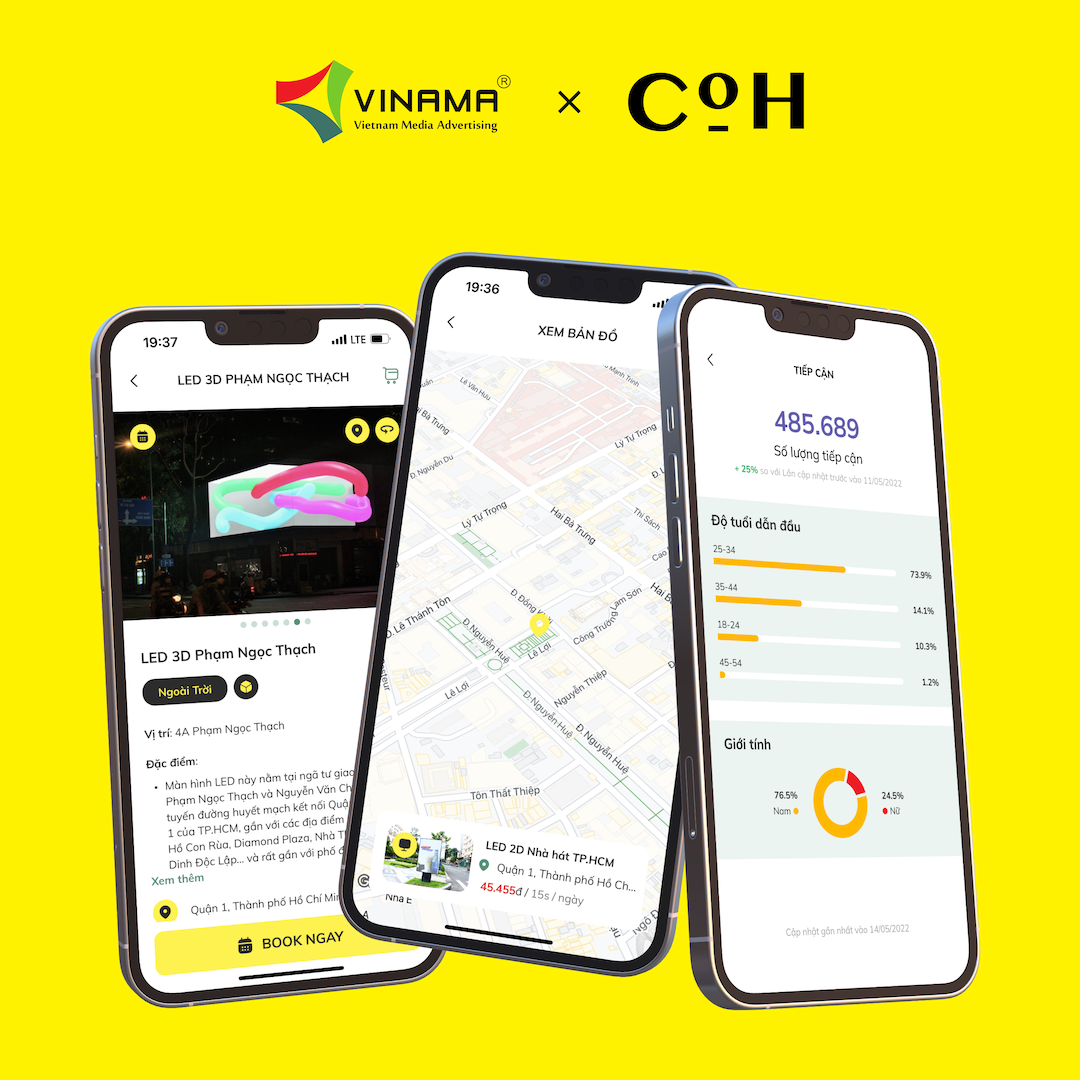 VINAMA®
Vietnam Media Advertising
×
CoH
19:37
LTE
LED 3D PHẠM NGỌC THẠCH
LED 3D Phạm Ngọc Thạch
Ngoài Trời
Vị trí: 4A Phạm Ngọc Thạch
Đặc điểm:
• Màn hình LED này nằm tại ngã tư giao
Phạm Ngọc Thạch và Nguyễn Văn
tuyến đường huyết mạch kết nối
1 của TP.HCM, gắn với các địa điểm
Hồ Con Rùa, Diamond Plaza, Nhà
Dinh Độc Lập... và rất gần với phố
Xem thêm
Quận 1, Thành phố Hồ Chí
BOOK NGAY
19:36
XEM BẢN ĐỒ
Lê Văn Hưu
Mạnh Trinh
Bà Trưng
Lý Tự Trọng
Đ. Nguyễn Du
Lý Tự Trọng
Hai Bà Trưng
Thi Sách
Cao
Đ. Lê Thánh Tôn
Đ. Đồng
Công Trường Lam Sơn
Hai B
Đ. Nguyễn Huệ
Lê Lợi
Lê Lợi
Nguyễn Thiệp
Đ. Nguyễn Huệ
Đ. Nguyễn Huệ
Tôn Thất Thiệp
LED 2D Nhà hát TP.HCM
Quận 1, Thành phố Hồ Ch...
45.455đ / 15s / ngày
TIẾP CẬN
485.689
Số lượng tiếp cận
+ 25% so với Lần cập nhật trước vào 11/05/2022
Độ tuổi dẫn đầu
25-34
73.9%
35-44
14.1%
18-24
10.3%
45-54
1.2%
Giới tính
76.5%
Nam
24.5%
Nữ
Cập nhật gần nhất vào 14/05/2022